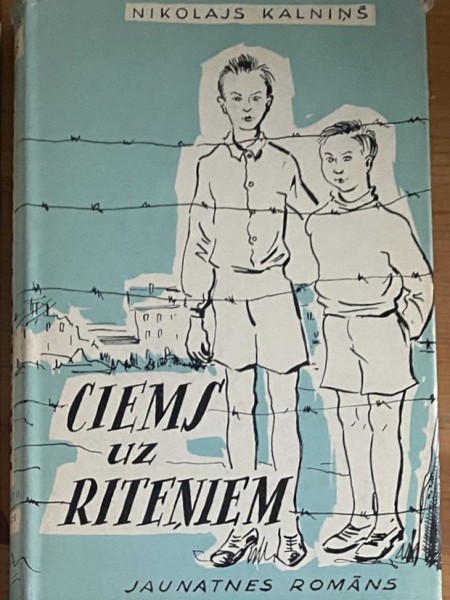 NIKOLAJS KALNIŅŠ
CIEMS
UZ
RITEŅIEM
JAUNATNES ROMĀNS